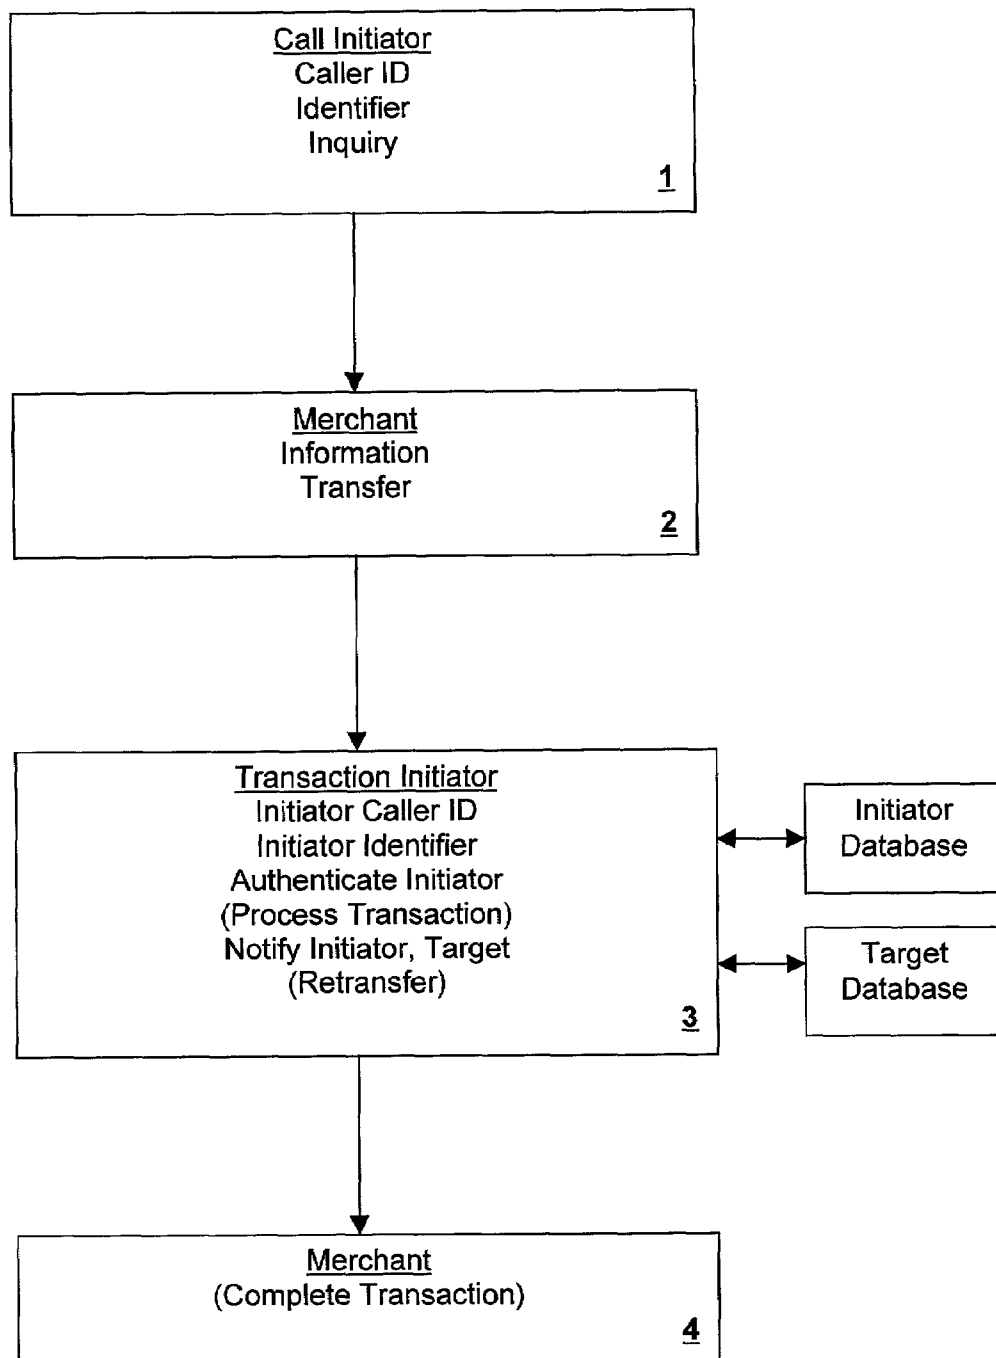 Call Initiator
Caller ID
Identifier
Inquiry
1
Merchant
Information
Transfer
2
Transaction Initiator
Initiator Caller ID
Initiator Identifier
Authenticate Initiator
(Process Transaction)
Notify Initiator, Target
(Retransfer)
3
Initiator
Database
Target
Database
Merchant
(Complete Transaction)
4